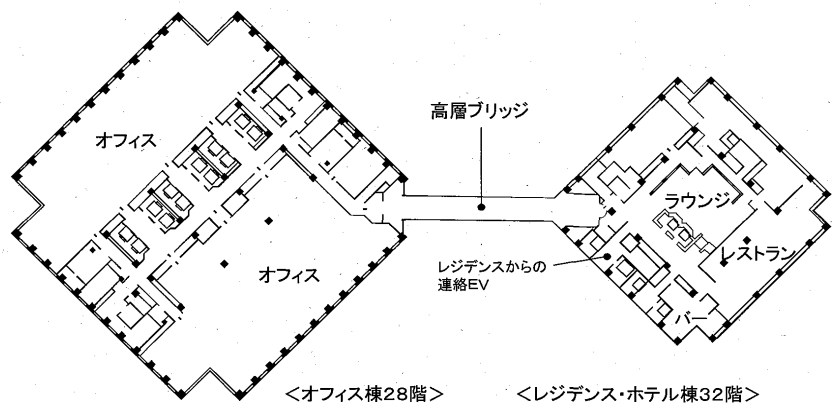 高層ブリッジ
オフィス
オフィス
ラウンジ
レストラン
バー
レジデンスからの
連絡EV
<オフィス棟28階>
<レジデンス・ホテル棟32階>